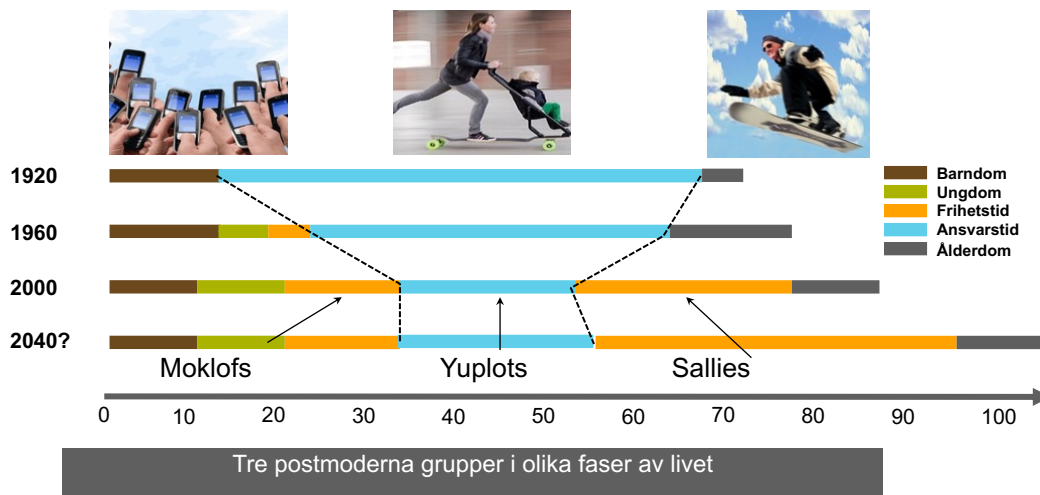 1920
Barndom
Ungdom
Frihetstid
Ansvarstid
Ålderdom
1960
2000
2040?
Moklofs Yuplots Sallies
0 10 20 30 40 50 60 70 80 90 100
Tre postmoderna grupper i olika faser av livet